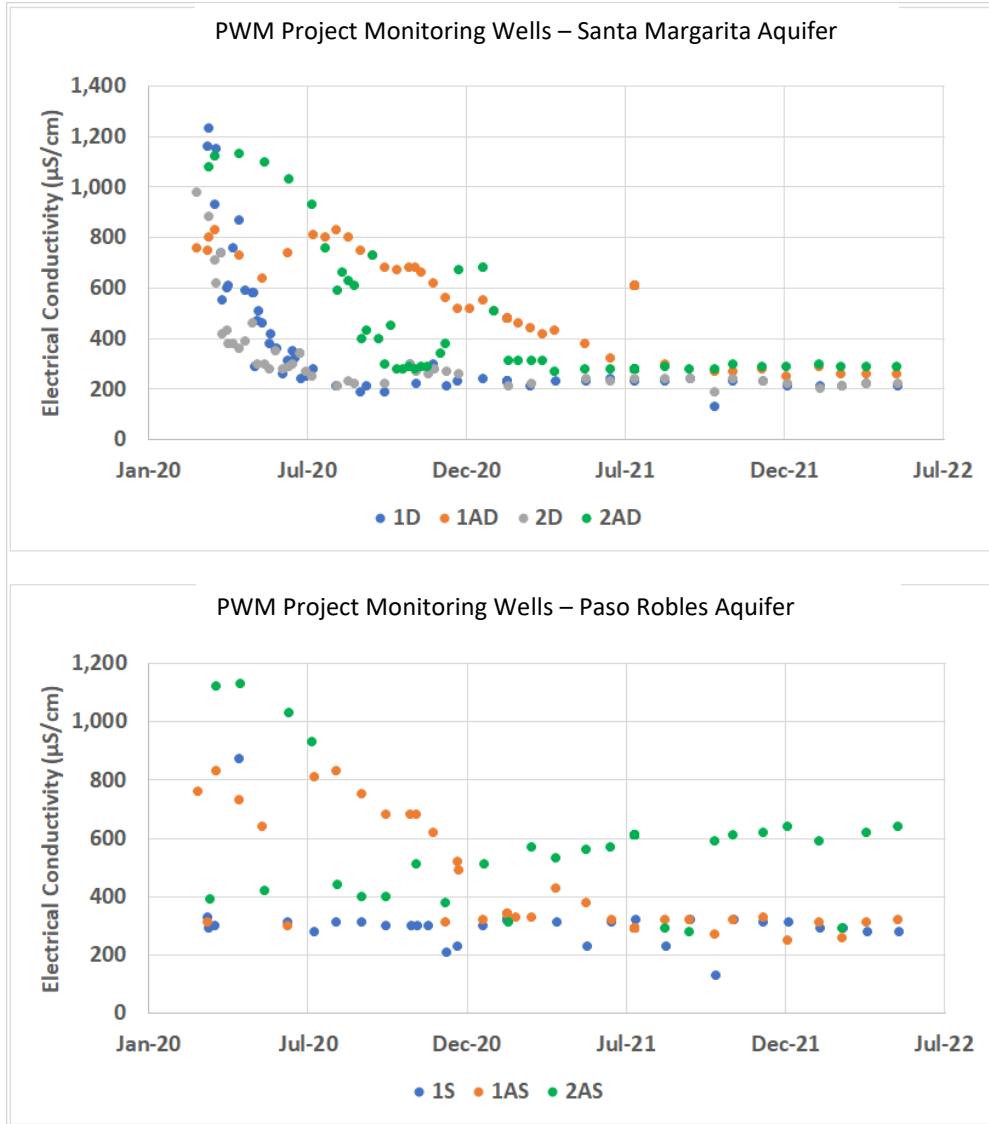 PWM Project Monitoring Wells – Santa Margarita Aquifer
Electrical Conductivity (µS/cm)
1,400
1,200
1,000
800
600
400
200
0
Jan-20 Jul-20 Dec-20 Jul-21 Dec-21 Jul-22
1D 1AD 2D 2AD
PWM Project Monitoring Wells – Paso Robles Aquifer
Electrical Conductivity (µS/cm)
1,200
1,000
800
600
400
200
0
Jan-20 Jul-20 Dec-20 Jul-21 Dec-21 Jul-22
1S 1AS 2AS